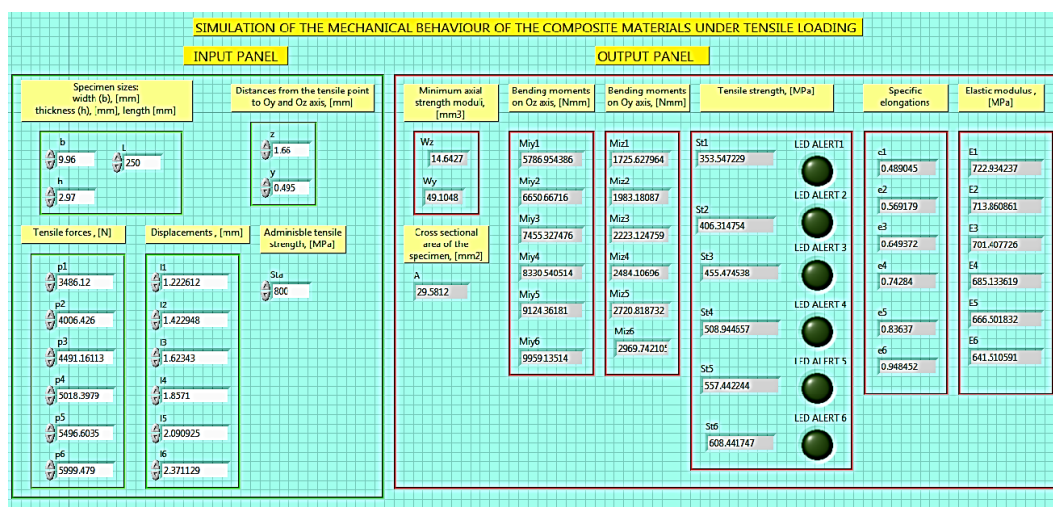 SIMULATION OF THE MECHANICAL BEHAVIOUR OF THE COMPOSITE MATERIALS UNDER TENSILE LOADING
INPUT PANEL
Specimen sizes:
width (b), [mm]
thickness (h), [mm], length [mm]
b
9.96
L
250
h
2.97
Distances from the tensile point
to Oy and Oz axis, [mm]
z
1.66
y
0.495
Tensile forces, [N]
p1
3486.12
p2
4006.426
p3
4491.16113
p4
5018.3979
p5
5496.6035
p6
5999.479
Displacements, [mm]
l1
1.222612
l2
1.422948
l3
1.62343
l4
1.8571
l5
2.090925
l6
2.371129
Adminisble tensile
strength, [MPa]
Sta
800
OUTPUT PANEL
Minimum axial
strength moduli,
[mm3]
Wz
14.6427
Wy
49.1048
Cross sectional
area of the
specimen, [mm2]
A
29.5812
Bending moments
on Oz axis, [Nmm]
Miy1
5786.954386
Miy2
6650.66716
Miy3
7455.327476
Miy4
8330.540514
Miy5
9124.36181
Miy6
9959.13514
Bending moments
on Oy axis, [Nmm]
Miz1
1725.627964
Miz2
1983.18087
Miz3
2223.124759
Miz4
2484.10696
Miz5
2720.818732
Miz6
2969.742105
Tensile strength, [MPa]
St1
353.547229
LED ALERT1
St2
406.314754
LED ALERT 2
St3
455.474538
LED ALERT 3
St4
508.944557
LED ALERT 4
St5
557.442244
LED ALERT 5
St6
608.441747
LED ALERT 6
Specific
elongations
e1
0.489045
e2
0.569179
e3
0.649372
e4
0.74284
e5
0.83637
e6
0.948452
Elastic modulus ,
[MPa]
E1
722.934237
E2
713.860861
E3
701.407726
E4
685.133619
E5
666.501832
E6
641.510591